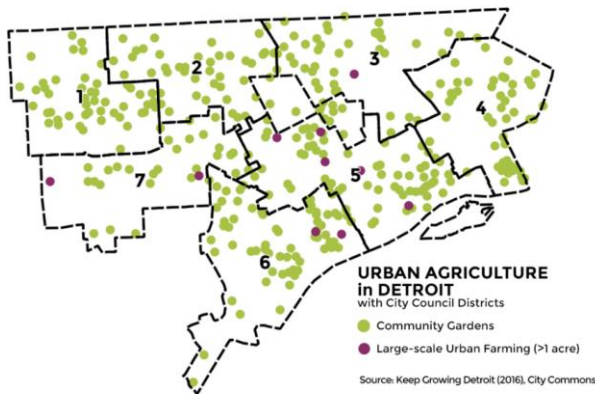 3
2
1
4
7
5
6
URBAN AGRICULTURE
in DETROIT
with City Council Districts
Community Gardens
Large-scale Urban Farming (>1 acre)
Source: Keep Growing Detroit (2016), City Commons